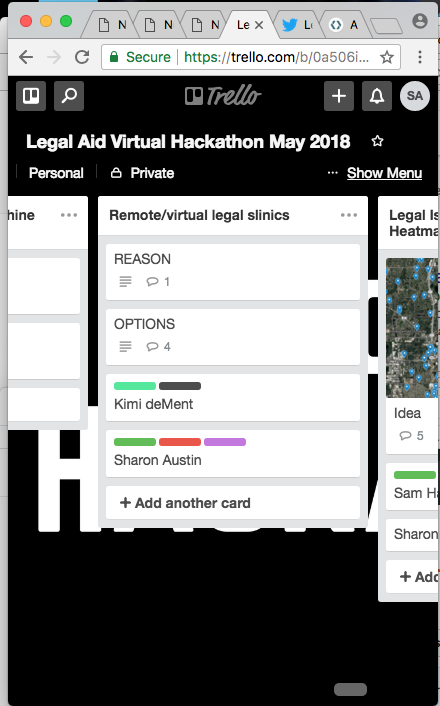 N
N
N
Le
Lo
A
Secure https://trello.com/b/0a506i...
Trello
SA
Legal Aid Virtual Hackathon May 2018
Personal
Private
... Show Menu
hine
Remote/virtual legal slinics
REASON
1
OPTIONS
4
Kimi deMent
Sharon Austin
+ Add another card
Legal Is
Heatma
Idea
5
Sam Ha
Sharon
+ Add